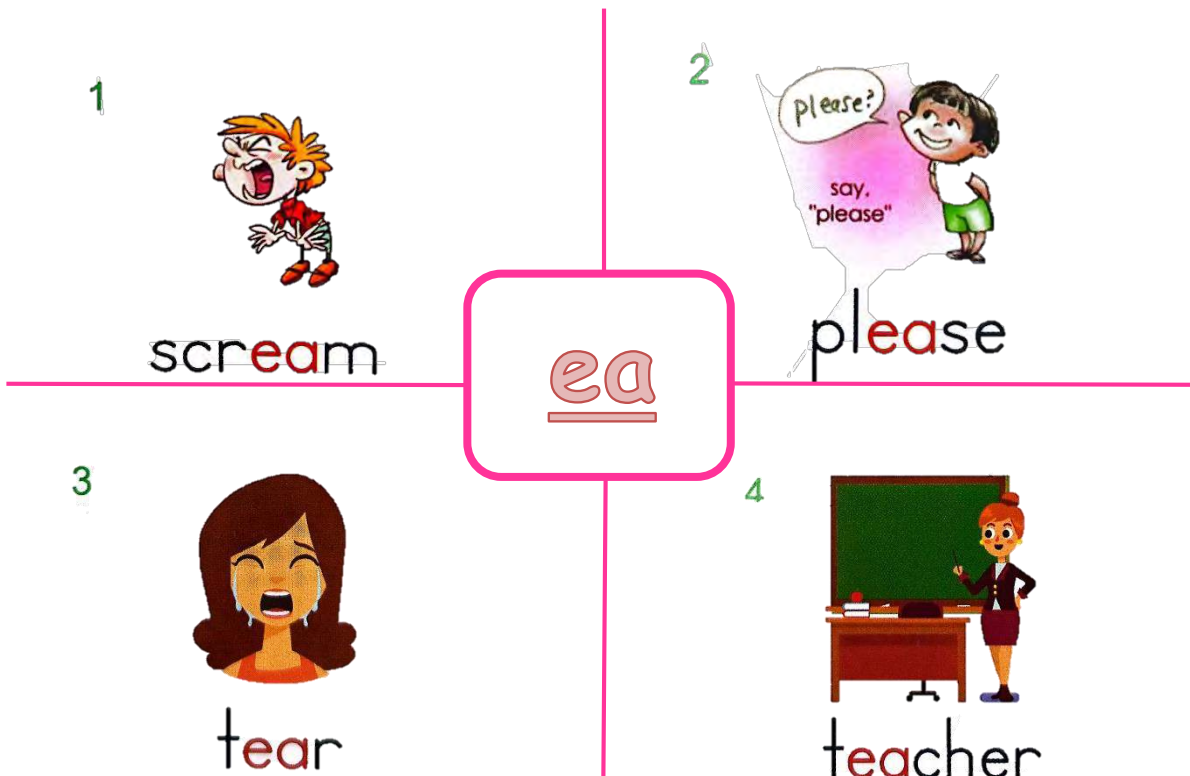 1
please?
say,
"please"
scream
2
please
ea
3
tear
4
teacher